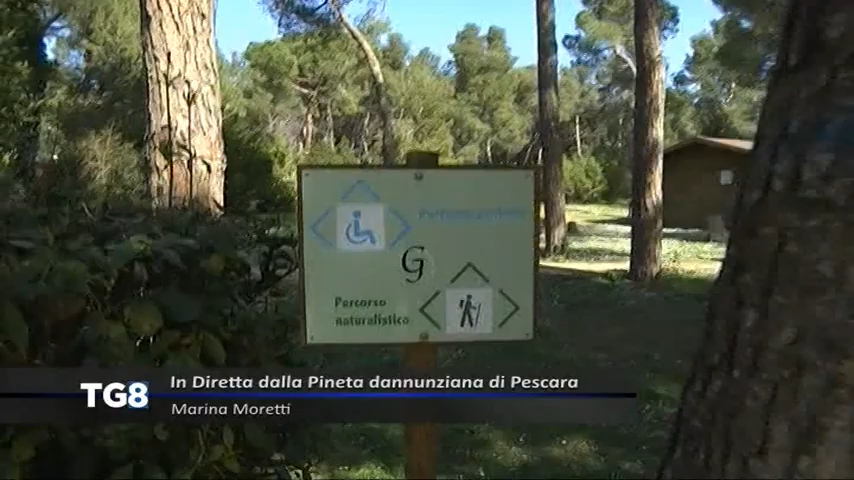 G
Percorso
naturalistico
TG8
In Diretta dalla Pineta dannunziana di Pescara
Marina Moretti